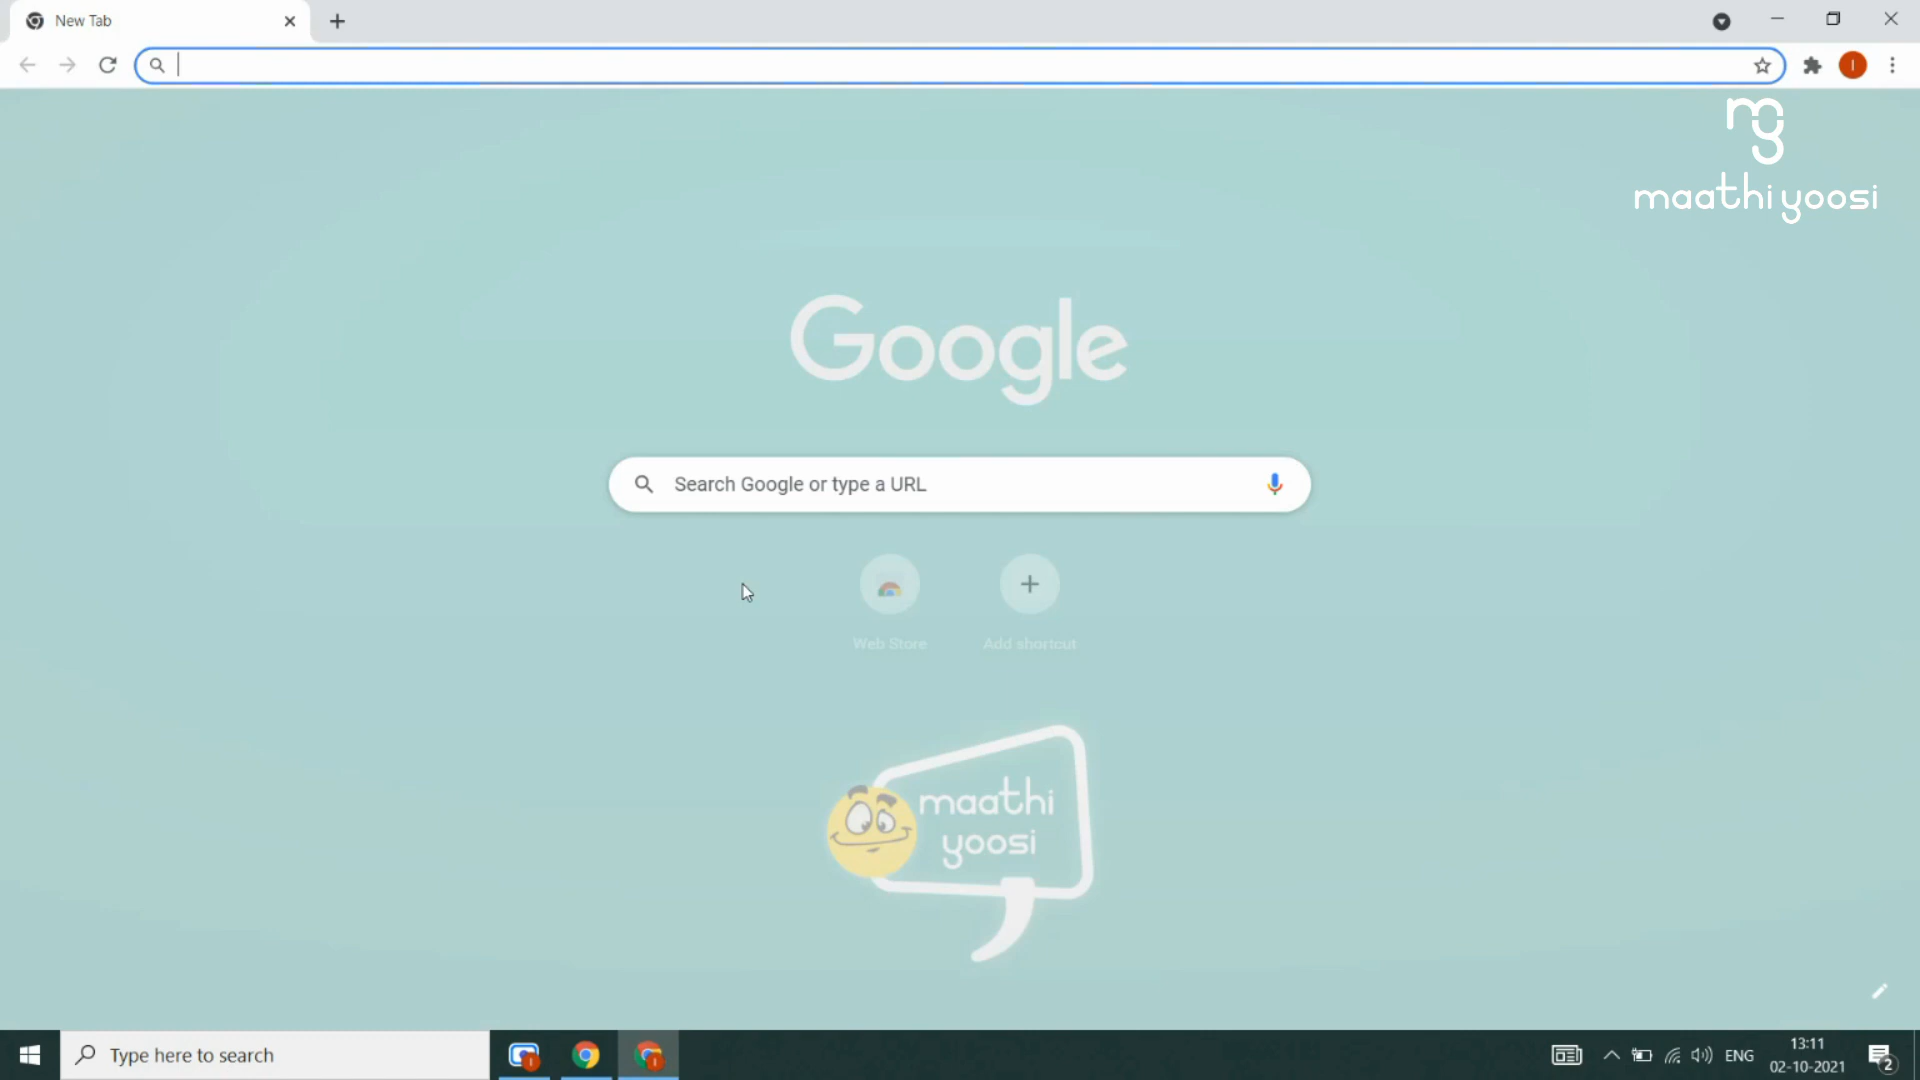 New Tab
I
mg
maathi yoosi
Google
Search Google or type a URL
Web Store
Add shortcut
maathi
yoosi
Type here to search
ENG
13:11
02-10-2021
2